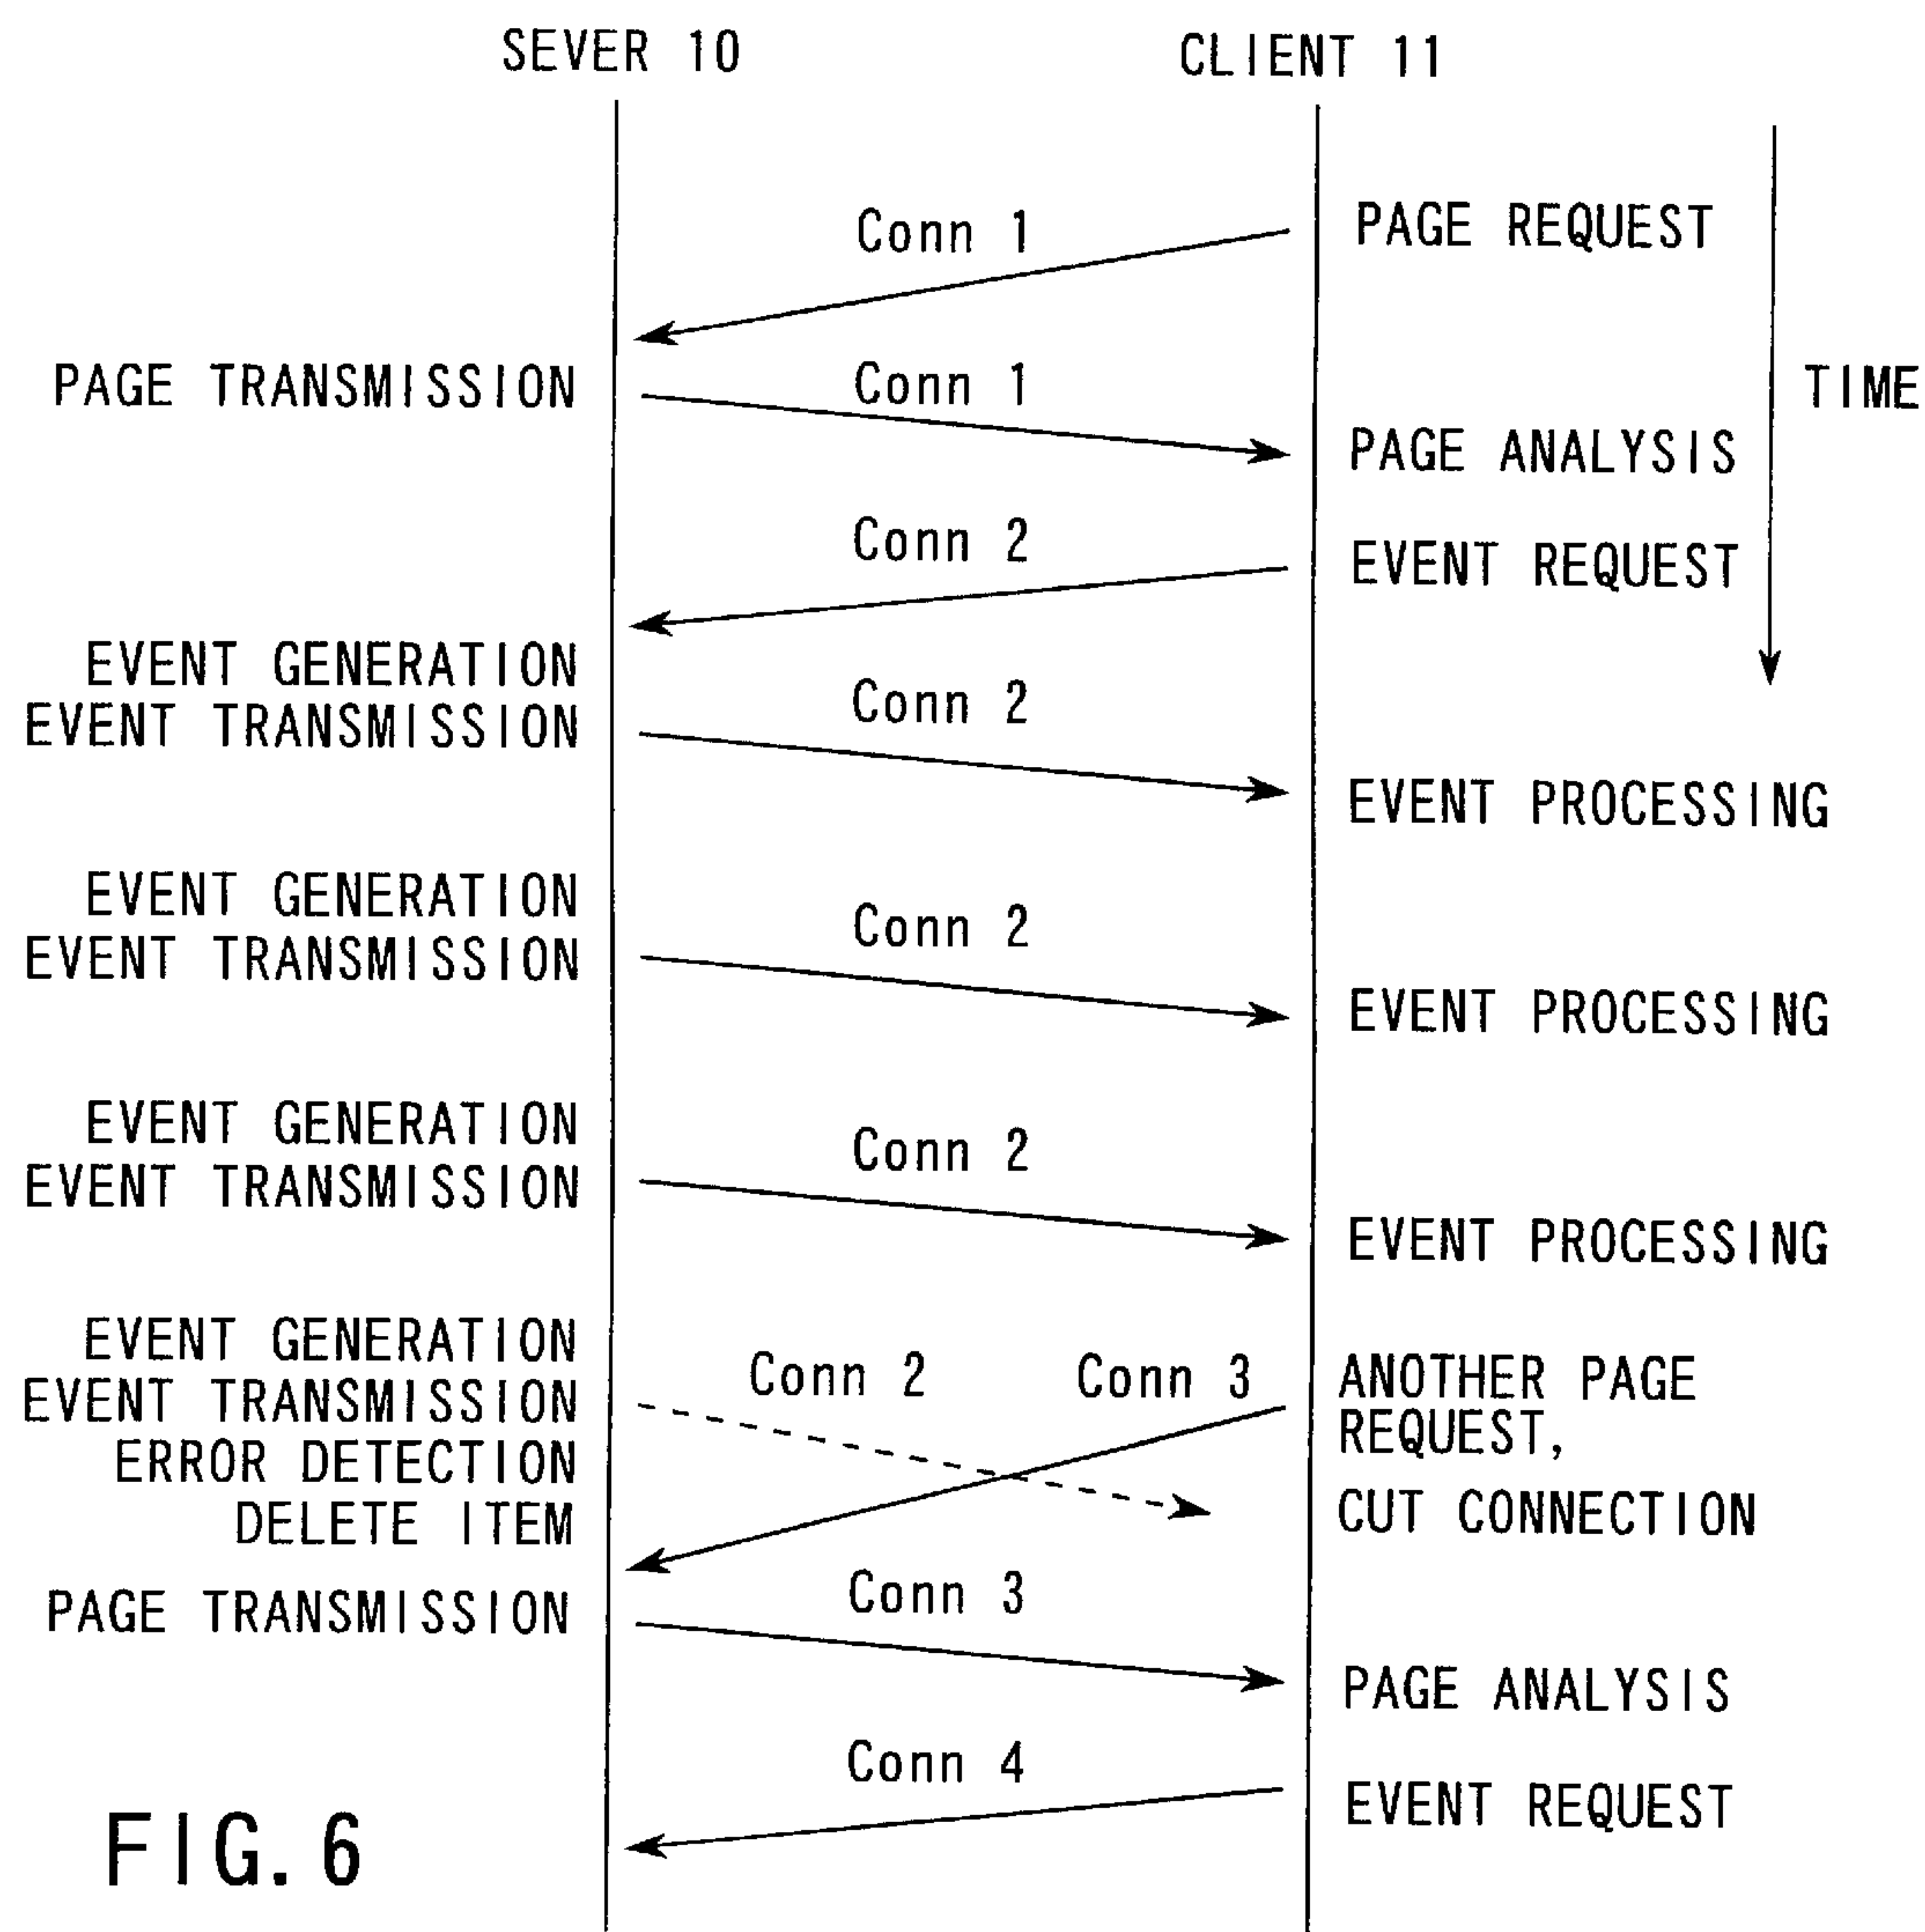 SEVER 10
CLIENT 11
Conn 1
PAGE REQUEST
PAGE TRANSMISSION
Conn 1
TIME
PAGE ANALYSIS
Conn 2
EVENT REQUEST
EVENT GENERATION
EVENT TRANSMISSION
Conn 2
EVENT PROCESSING
EVENT GENERATION
EVENT TRANSMISSION
Conn 2
EVENT PROCESSING
EVENT GENERATION
EVENT TRANSMISSION
Conn 2
EVENT PROCESSING
EVENT GENERATION
EVENT TRANSMISSION
ERROR DETECTION
DELETE ITEM
Conn 2
Conn 3
ANOTHER PAGE
REQUEST,
CUT CONNECTION
PAGE TRANSMISSION
Conn 3
PAGE ANALYSIS
Conn 4
EVENT REQUEST
FIG. 6